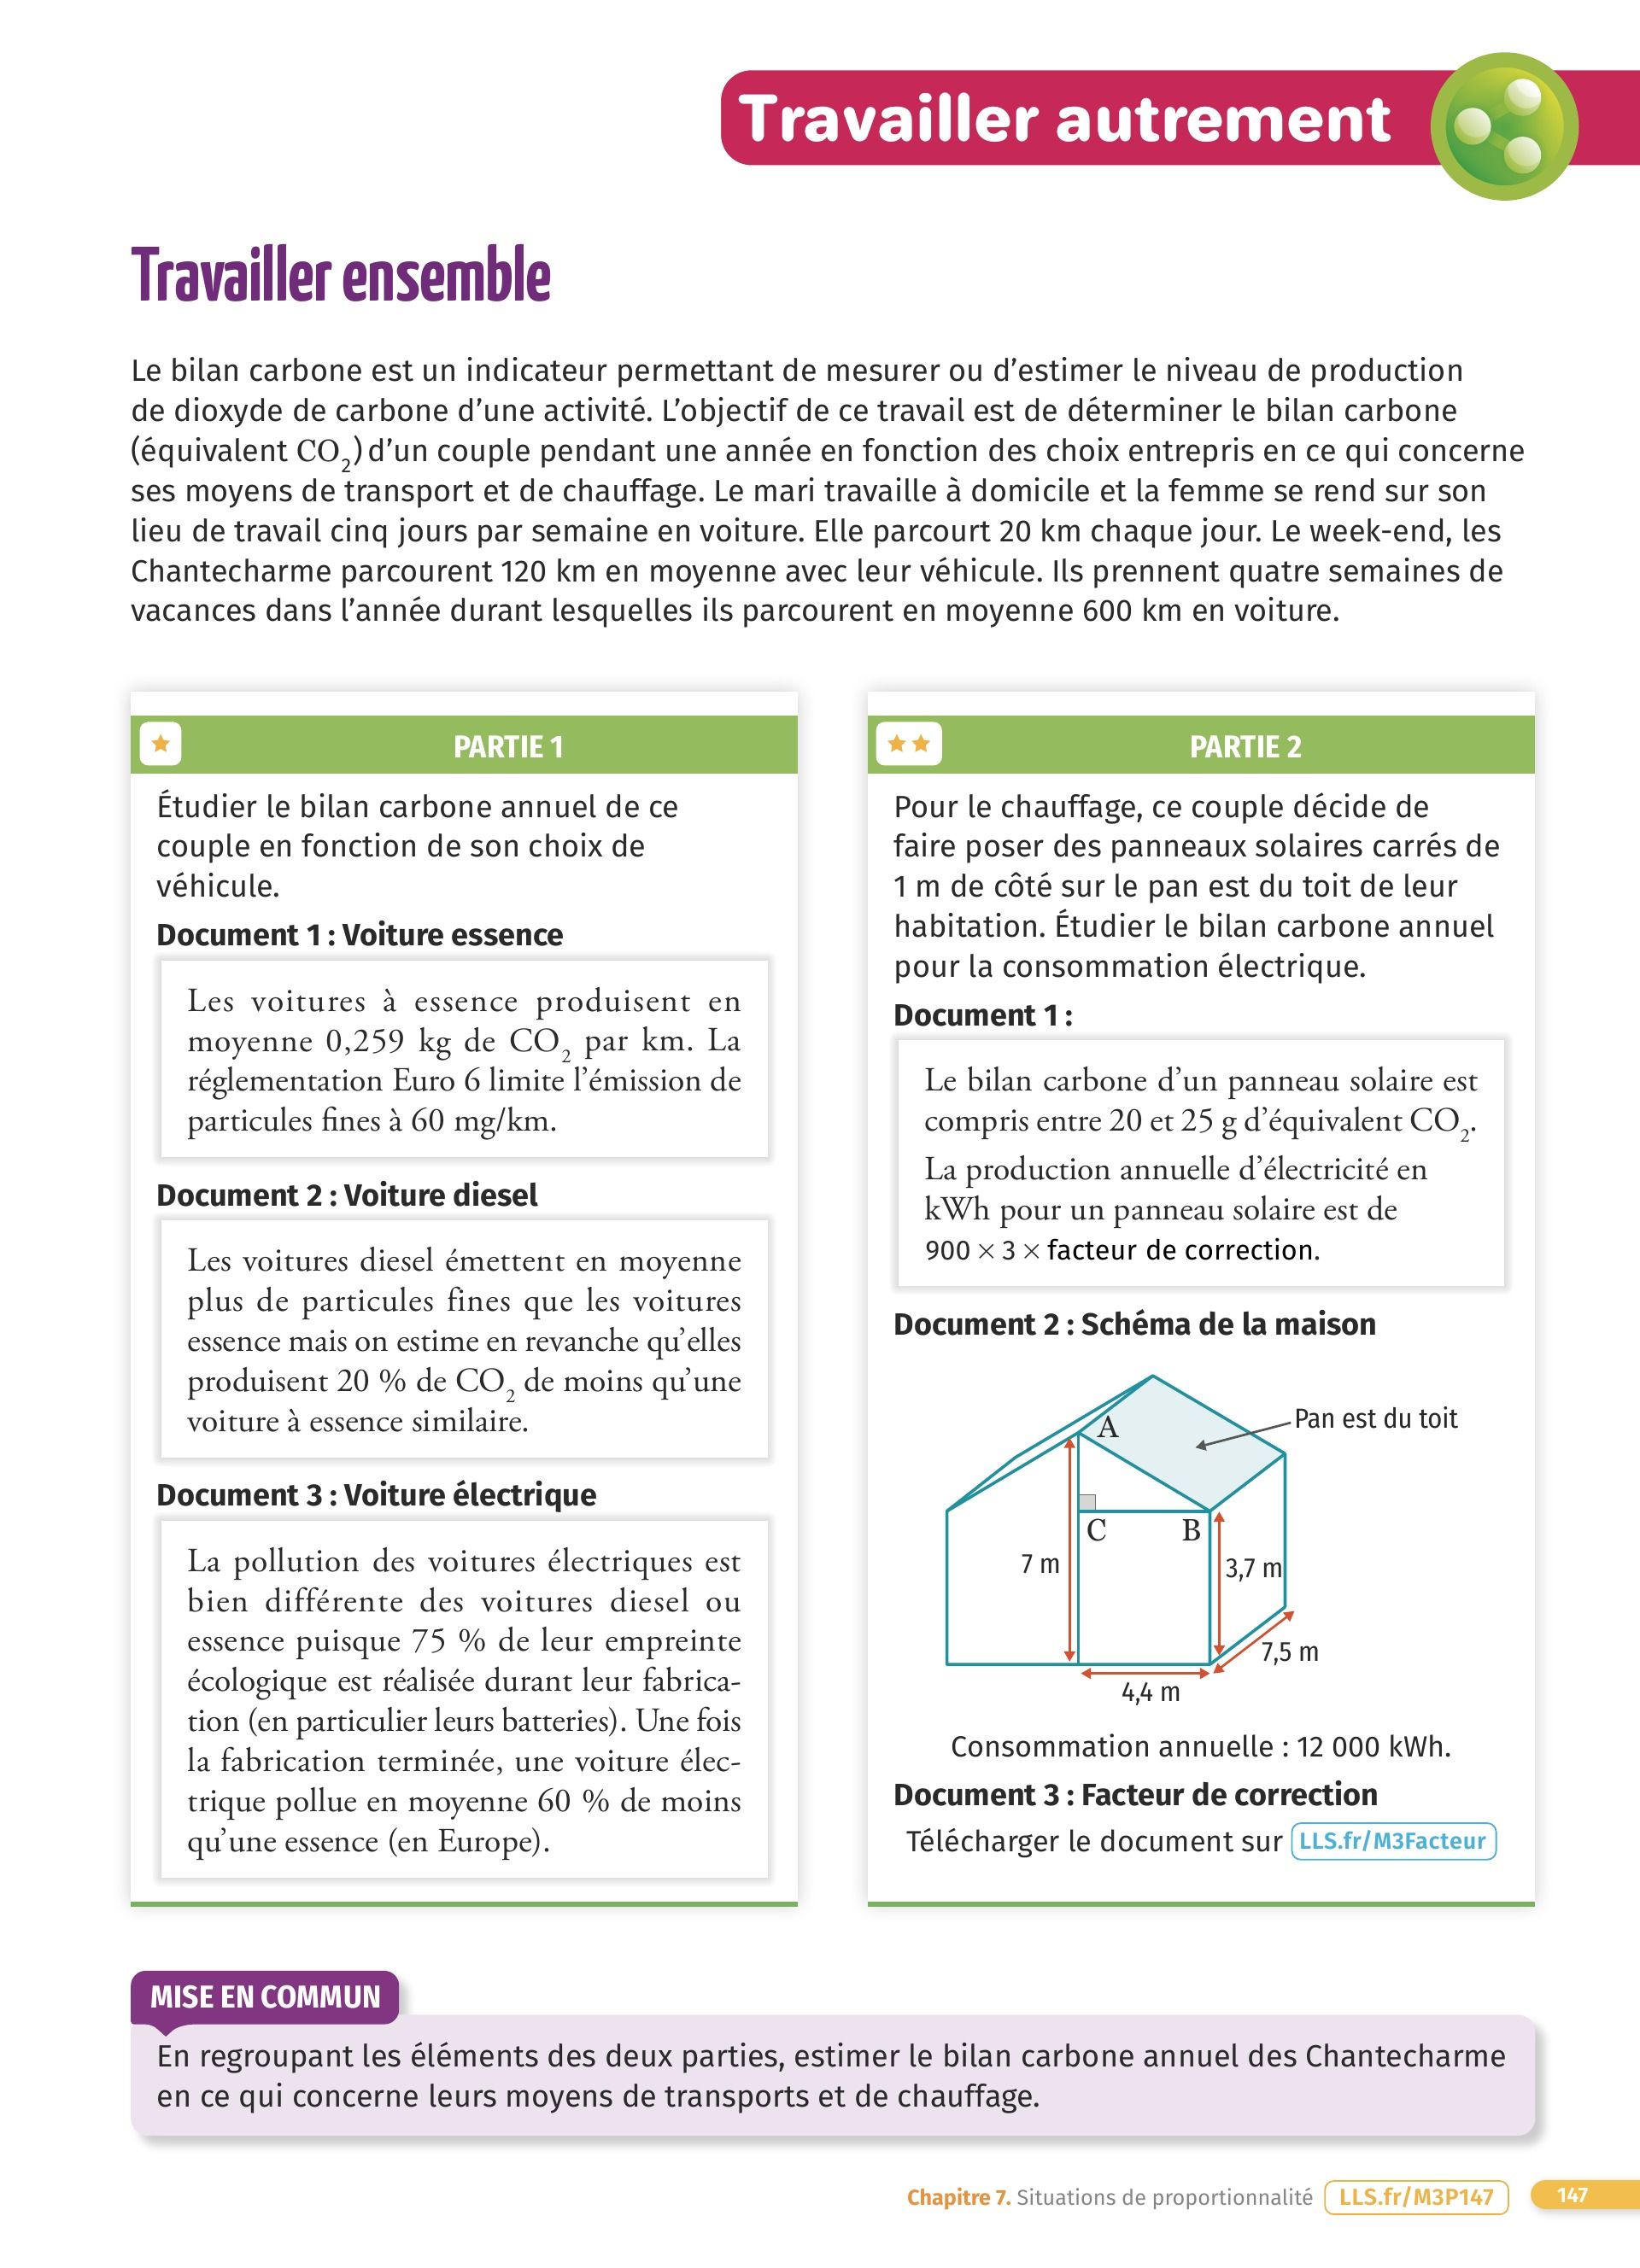 Travailler autrement
Travailler ensemble
Le bilan carbone est un indicateur permettant de mesurer ou d'estimer le niveau de production
de dioxyde de carbone d'une activité. L'objectif de ce travail est de déterminer le bilan carbone
(équivalent CO₂) d'un couple pendant une année en fonction des choix entrepris en ce qui concerne
ses moyens de transport et de chauffage. Le mari travaille à domicile et la femme se rend sur son
lieu de travail cinq jours par semaine en voiture. Elle parcourt 20 km chaque jour. Le week-end, les
Chantecharme parcourent 120 km en moyenne avec leur véhicule. Ils prennent quatre semaines de
vacances dans l'année durant lesquelles ils parcourent en moyenne 600 km en voiture.
PARTIE 1
Étudier le bilan carbone annuel de ce
couple en fonction de son choix de
véhicule.
Document 1 : Voiture essence
Les voitures à essence produisent en
moyenne 0,259 kg de CO₂ par km. La
réglementation Euro 6 limite l'émission de
particules fines à 60 mg/km.
Document 2 : Voiture diesel
Les voitures diesel émettent en moyenne
plus de particules fines que les voitures
essence mais on estime en revanche qu'elles
produisent 20 % de CO₂ de moins qu'une
voiture à essence similaire.
Document 3 : Voiture électrique
La pollution des voitures électriques est
bien différente des voitures diesel ou
essence puisque 75 % de leur empreinte
écologique est réalisée durant leur fabrica-
tion (en particulier leurs batteries). Une fois
la fabrication terminée, une voiture élec-
trique pollue en moyenne 60 % de moins
qu'une essence (en Europe).
PARTIE 2
Pour le chauffage, ce couple décide de
faire poser des panneaux solaires carrés de
1 m de côté sur le pan est du toit de leur
habitation. Étudier le bilan carbone annuel
pour la consommation électrique.
Document 1 :
Le bilan carbone d'un panneau solaire est
compris entre 20 et 25 g d'équivalent CO₂.
La production annuelle d'électricité en
kWh pour un panneau solaire est de
900 × 3 × facteur de correction.
Document 2 : Schéma de la maison
A
Pan est du toit
C
B
7 m
3,7 m
7,5 m
4,4 m
Consommation annuelle : 12 000 kWh.
Document 3 : Facteur de correction
Télécharger le document sur LLS.fr/M3Facteur
MISE EN COMMUN
En regroupant les éléments des deux parties, estimer le bilan carbone annuel des Chantecharme
en ce qui concerne leurs moyens de transports et de chauffage.
Chapitre 7. Situations de proportionnalité LLS.fr/M3P147 147